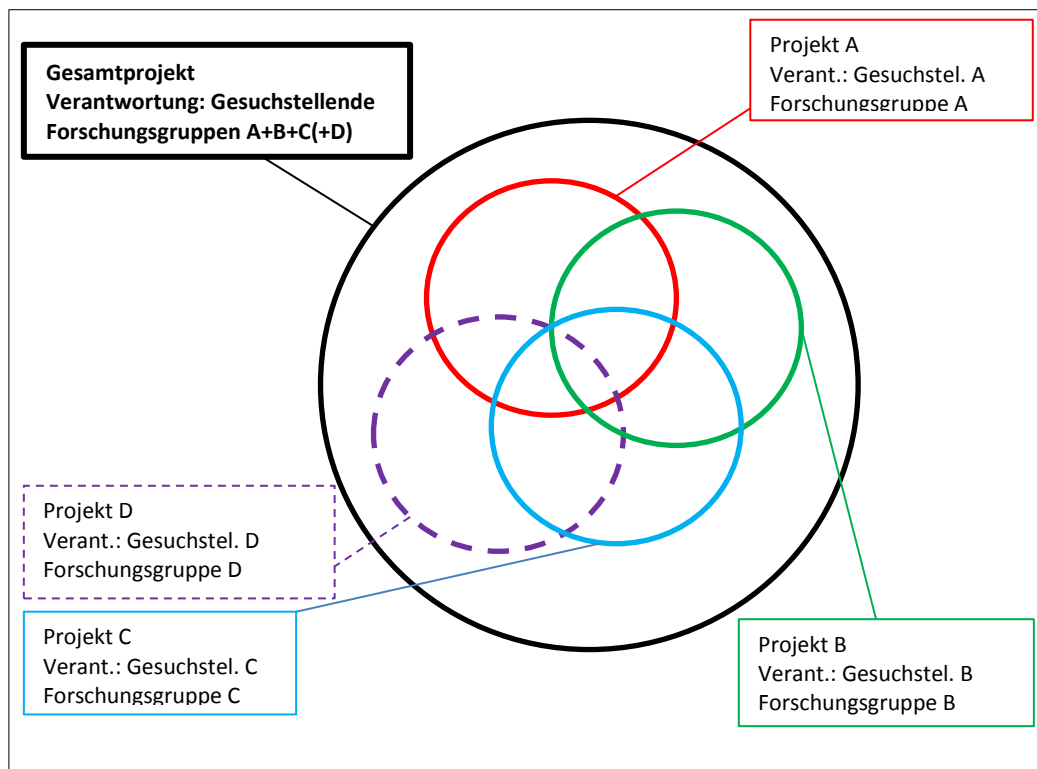 Gesamtprojekt
Verantwortung: Gesuchstellende
Forschungsgruppen A+B+C(+D)
Projekt A
Verant.: Gesuchstel. A
Forschungsgruppe A
Projekt D
Verant.: Gesuchstel. D
Forschungsgruppe D
Projekt C
Verant.: Gesuchstel. C
Forschungsgruppe C
Projekt B
Verant.: Gesuchstel. B
Forschungsgruppe B